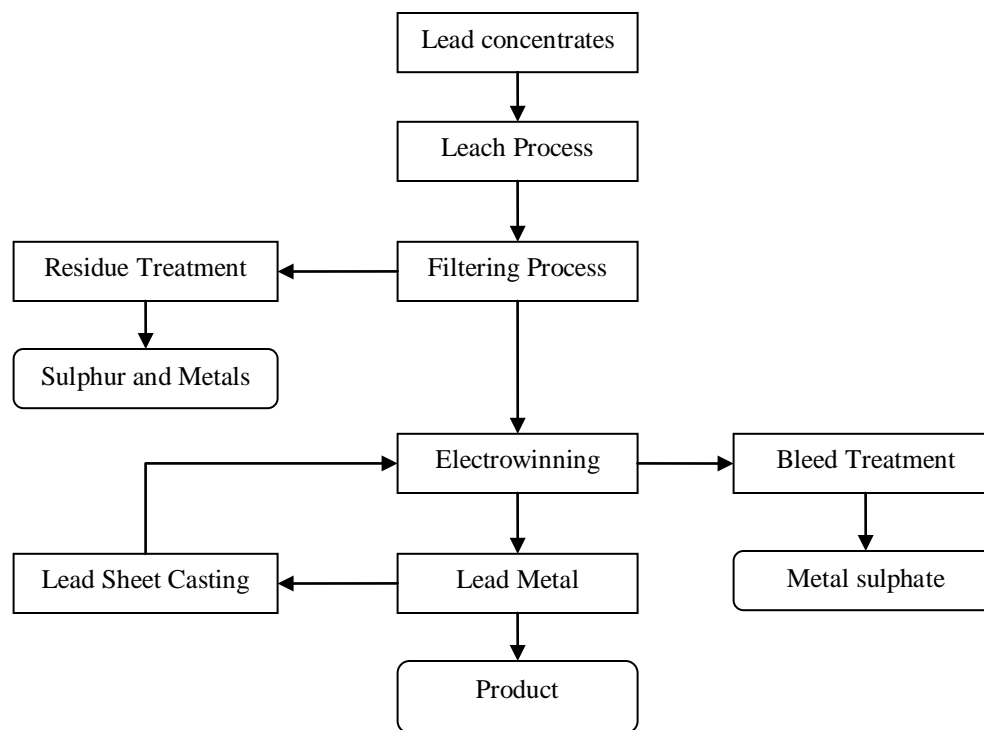 Lead concentrates
Leach Process
Residue Treatment
Filtering Process
Sulphur and Metals
Electrowinning
Bleed Treatment
Lead Sheet Casting
Lead Metal
Metal sulphate
Product